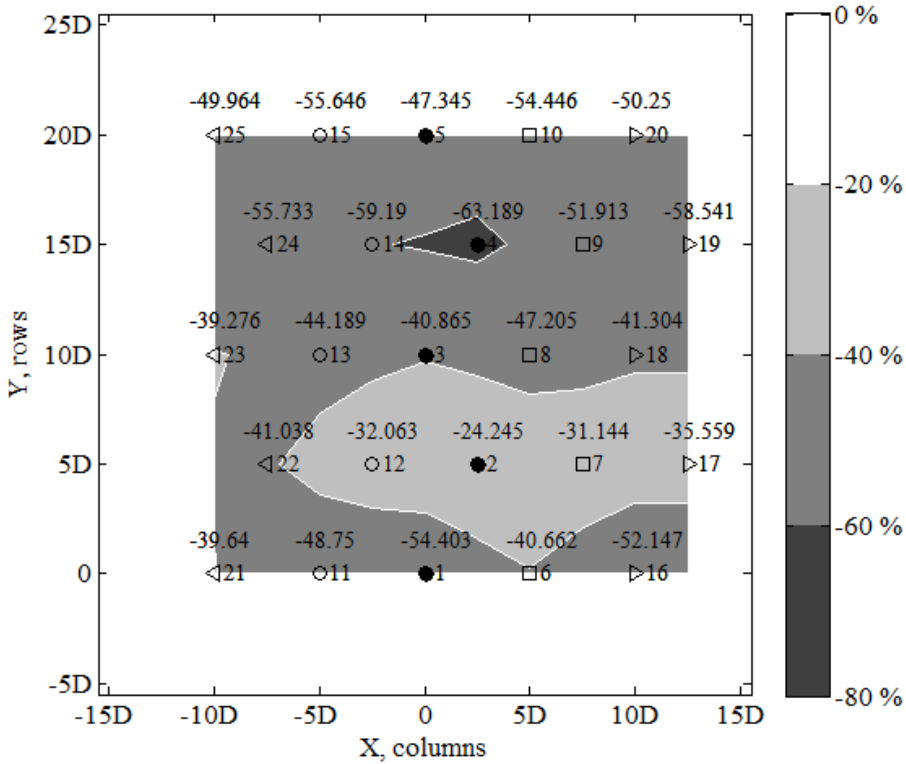 25D
0 %
-49.964 -55.646 -47.345 -54.446 -50.25
20D
25 15 5 10 20
-20 %
-55.733 -59.19 -63.189 -51.913 -58.541
15D
24 14 4 9 19
-39.276 -44.189 -40.865 -47.205 -41.304
10D
23 13 3 8 18
-40 %
Y, rows
-41.038 -32.063 -24.245 -31.144 -35.559
5D
22 12 2 7 17
-60 %
-39.64 -48.75 -54.403 -40.662 -52.147
0
21 11 1 6 16
-5D
-80 %
-15D -10D -5D 0 5D 10D 15D
X, columns